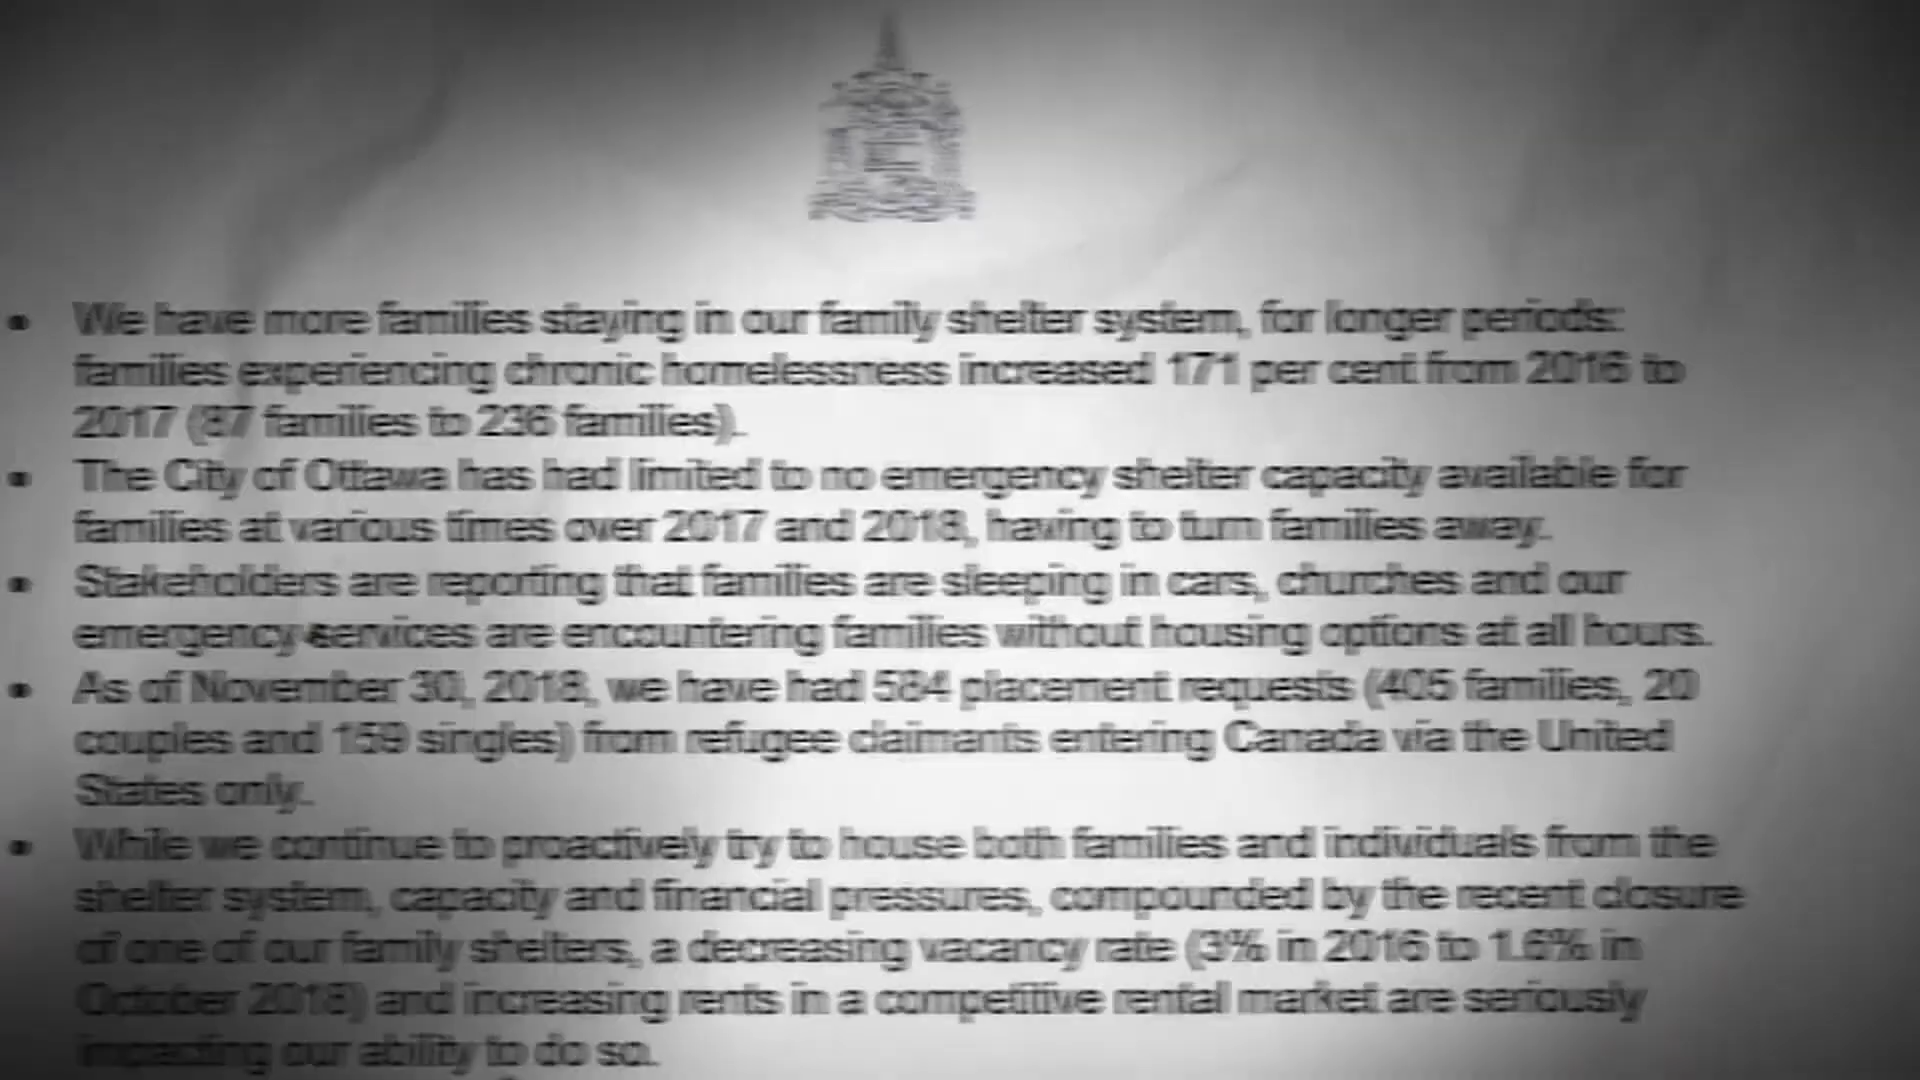 • We have more families staying in our family shelter system, for longer periods:
families experiencing chronic homelessness increased 171 per cent from 2016 to
2017 (87 families to 236 families).
• The City of Ottawa has had limited to no emergency shelter capacity available for
families at various times over 2017 and 2018, having to turn families away.
• Stakeholders are reporting that families are sleeping in cars, churches and our
emergency services are encountering families without housing options at all hours.
• As of November 30, 2018, we have had 584 placement requests (405 families, 20
couples and 159 singles) from refugee claimants entering Canada via the United
States only.
• While we continue to proactively try to house both families and individuals from the
shelter system, capacity and financial pressures, compounded by the recent closure
of one of our family shelters, a decreasing vacancy rate (3% in 2016 to 1.6% in
October 2018) and increasing rents in a competitive rental market are seriously
impacting our ability to do so.